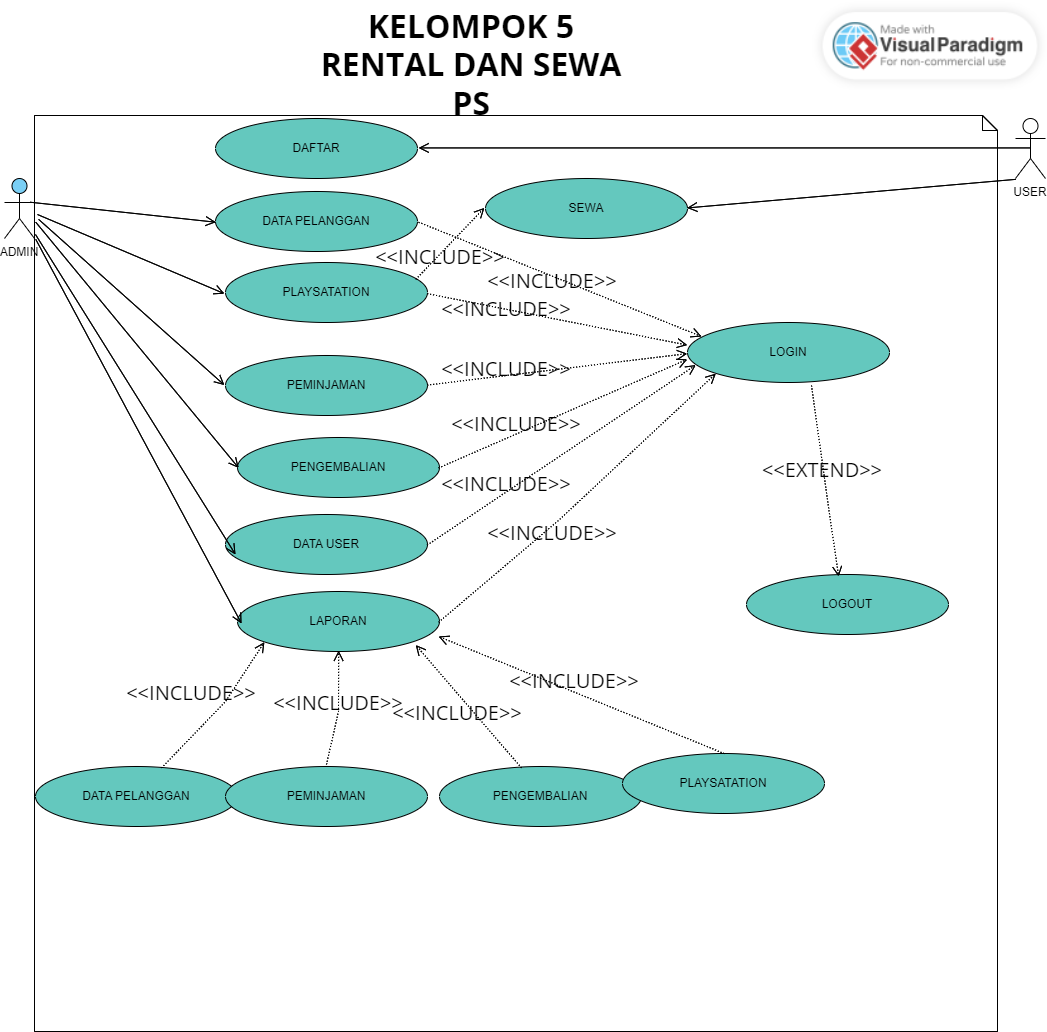 KELOMPOK 5
RENTAL DAN SEWA
PS
Made with
Visual Paradigm
For non-commercial use
DAFTAR
USER
SEWA
DATA PELANGGAN
ADMIN
<<INCLUDE>>
<<INCLUDE>>
PLAYSATATION
<<INCLUDE>>
LOGIN
<<INCLUDE>>
PEMINJAMAN
<<INCLUDE>>
PENGEMBALIAN
<<EXTEND>>
<<INCLUDE>>
<<INCLUDE>>
DATA USER
LOGOUT
LAPORAN
<<INCLUDE>>
<<INCLUDE>>
<<INCLUDE>>
<<INCLUDE>>
DATA PELANGGAN
PEMINJAMAN
PENGEMBALIAN
PLAYSATATION